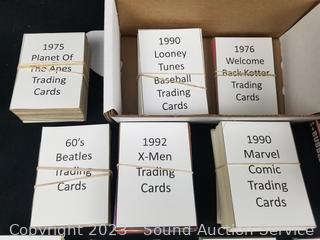 1975
Planet Of
The Apes
Trading
Cards
1990
Looney
Tunes
Baseball
Trading
Cards
1976
Welcome
Back Kotter
Trading
Cards
60's
Beatles
Trading
Cards
1992
X-Men
Trading
Cards
1990
Marvel
Comic
Trading
Cards
Copyright 2023 Sound Auction Service